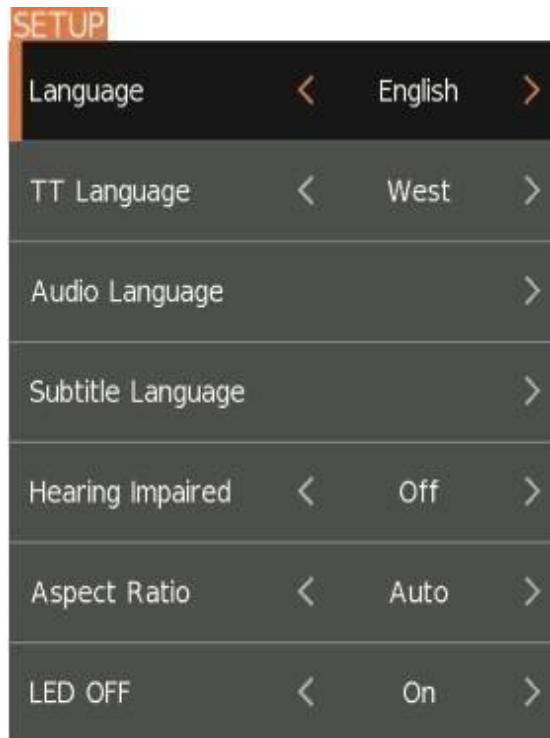 SETUP
Language < English >
TT Language < West >
Audio Language >
Subtitle Language >
Hearing Impaired < Off >
Aspect Ratio < Auto >
LED OFF < On >